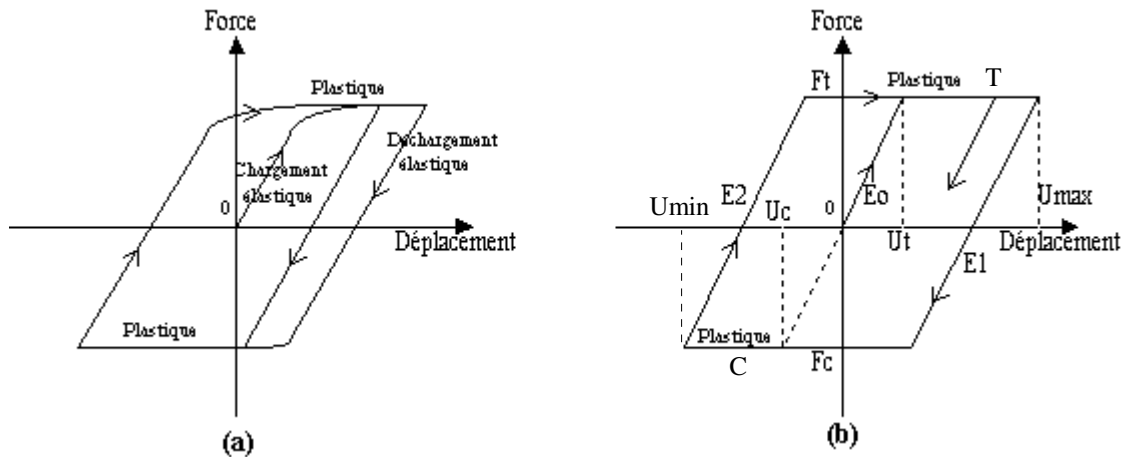 Force
Plastique
Déchargement
élastique
Chargement
élastique
0
Déplacement
Plastique
(a)
Force
Ft
Plastique
T
E2
Eo
Umin
Uc
0
Umax
Ut
Déplacement
E1
Plastique
C
Fc
(b)